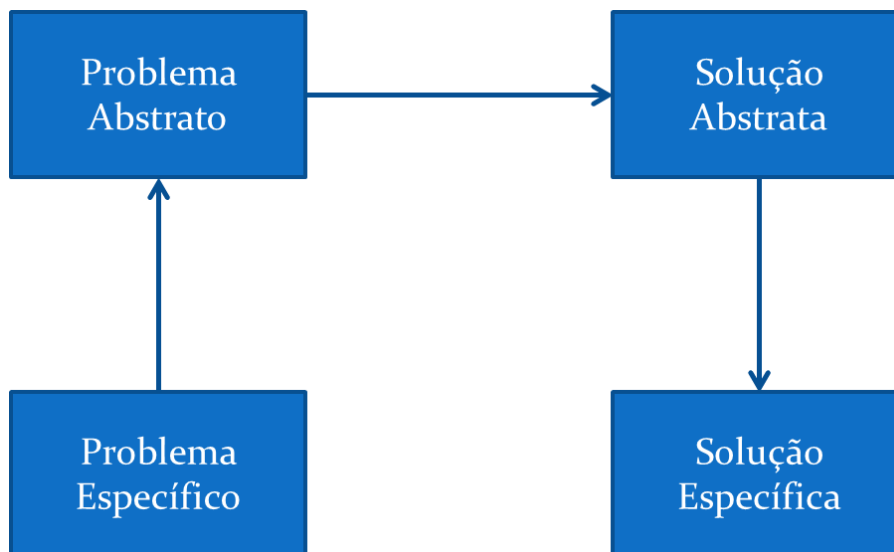 Problema
Abstrato
Solução
Abstrata
Problema
Específico
Solução
Específica